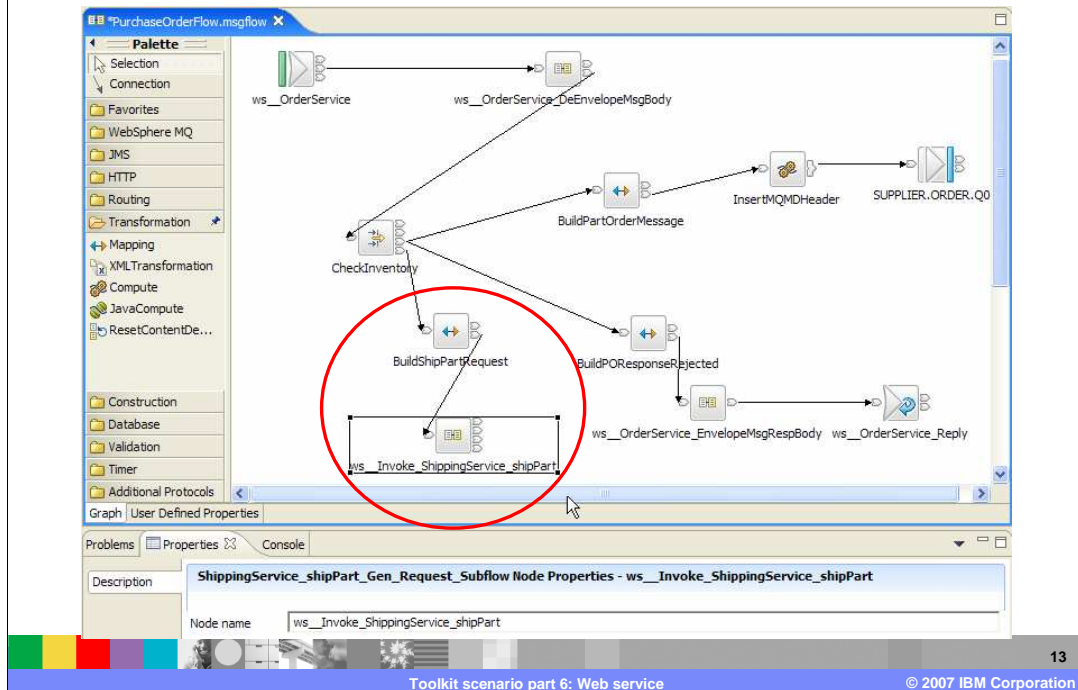 *PurchaseOrderFlow.msgflow
Palette
Selection
Connection
Favorites
WebSphere MQ
JMS
HTTP
Routing
Transformation
Mapping
XMLTransformation
Compute
JavaCompute
ResetContentDe...
Construction
Database
Validation
Timer
Additional Protocols
ws__OrderService
ws__OrderService_DeEnvelopeMsgBody
InsertMQMDHeader
SUPPLIER.ORDER.Q0
BuildPartOrderMessage
CheckInventory
BuildShipPartRequest
BuildPOResponseRejected
ws__OrderService_EnvelopeMsgRespBody
ws__OrderService_Reply
ws__Invoke_ShippingService_shipPart
Graph
User Defined Properties
Problems
Properties
Console
Description
ShippingService_shipPart_Gen_Request_Subflow Node Properties - ws__Invoke_ShippingService_shipPart
Node name
ws__Invoke_ShippingService_shipPart
13
Toolkit scenario part 6: Web service
© 2007 IBM Corporation